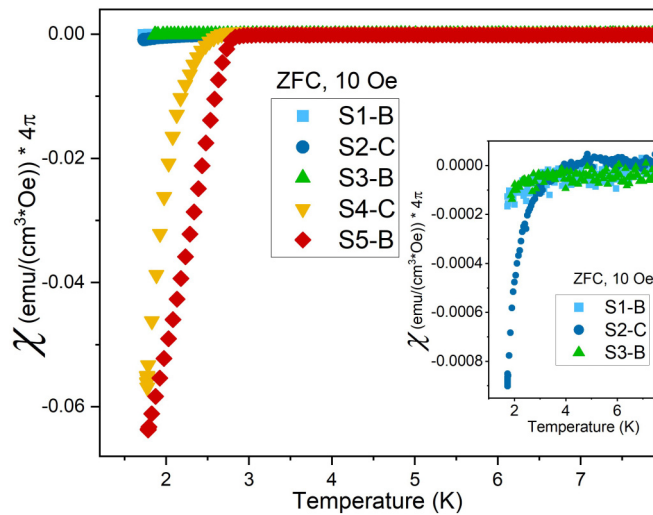 0.00
-0.02
-0.04
-0.06
χ (emu/(cm³*Oe)) * 4π
ZFC, 10 Oe
S1-B
S2-C
S3-B
S4-C
S5-B
2 3 4 5 6 7
Temperature (K)
0.0000
-0.0002
-0.0004
-0.0006
-0.0008
χ (emu/(cm³*Oe)) * 4π
ZFC, 10 Oe
S1-B
S2-C
S3-B
2 4 6
Temperature (K)